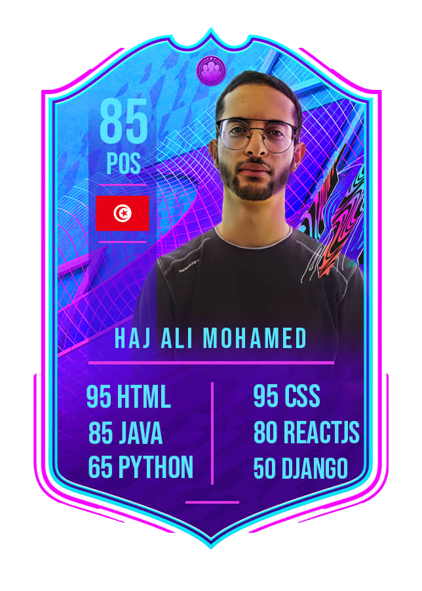 85
POS
HAJ ALI MOHAMED
95 HTML
85 JAVA
65 PYTHON
95 CSS
80 REACTJS
50 DJANGO